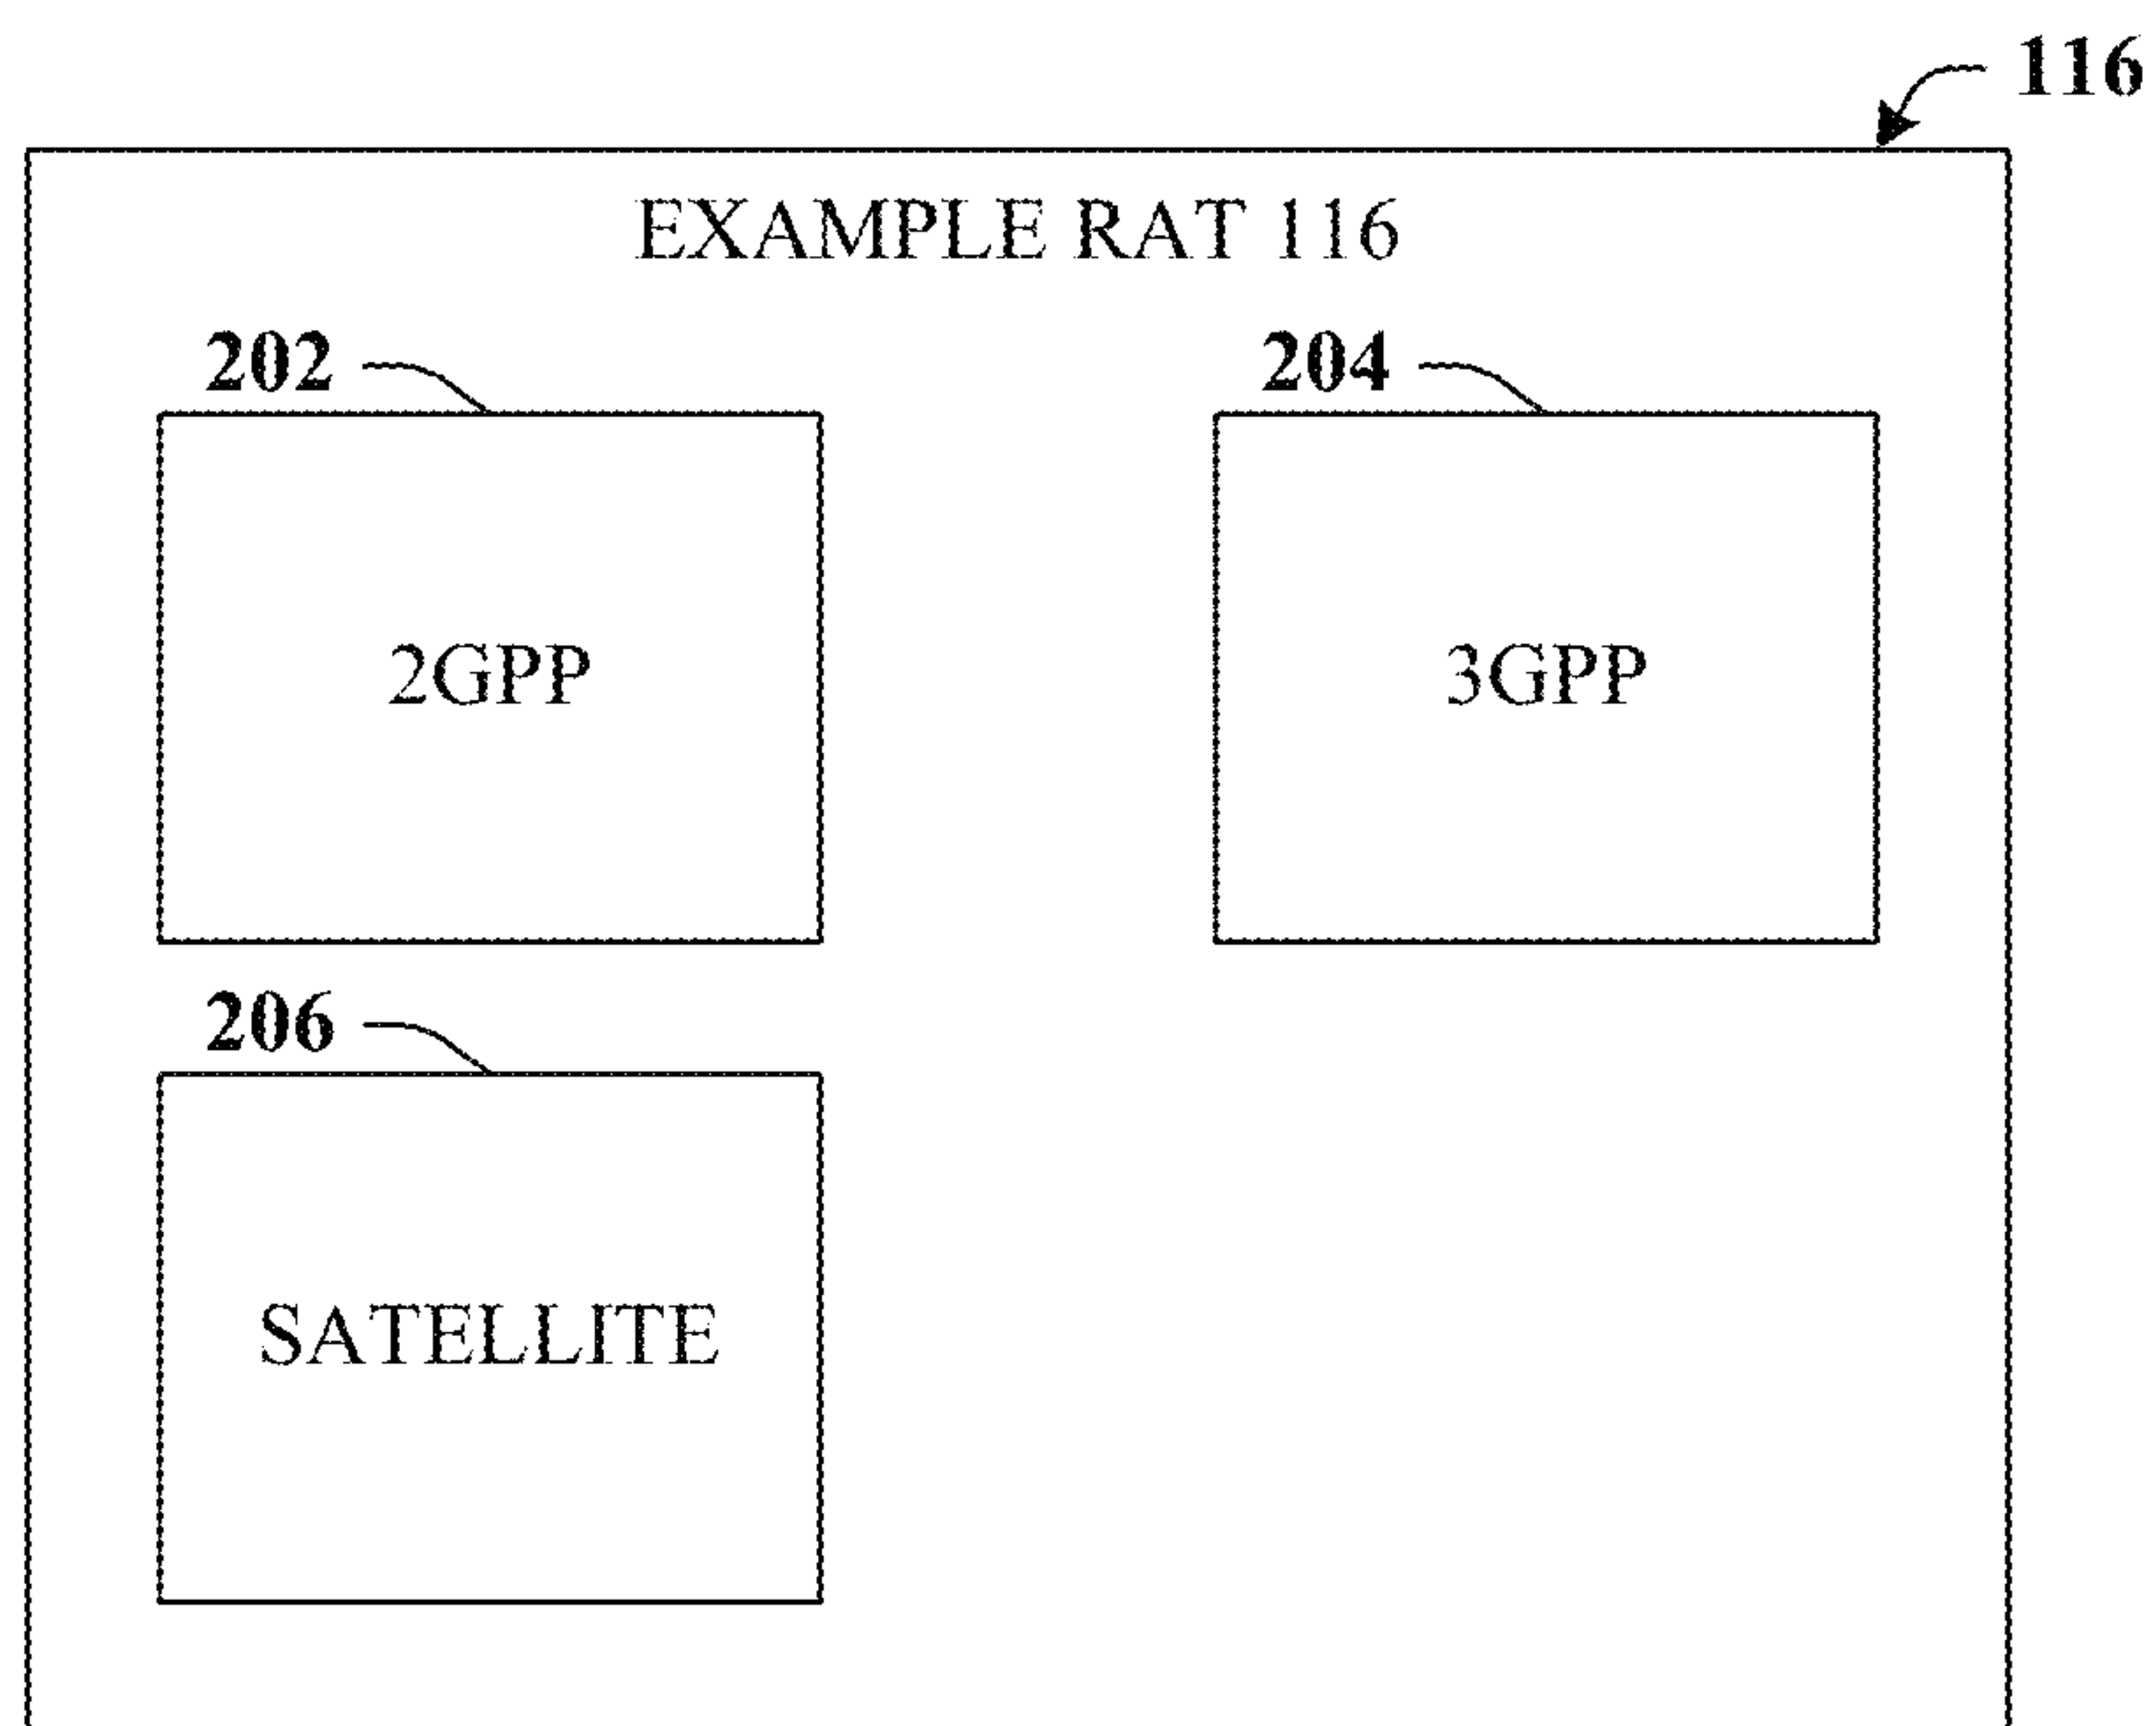 116
EXAMPLE RAT 116
202
204
2GPP
3GPP
206
SATELLITE